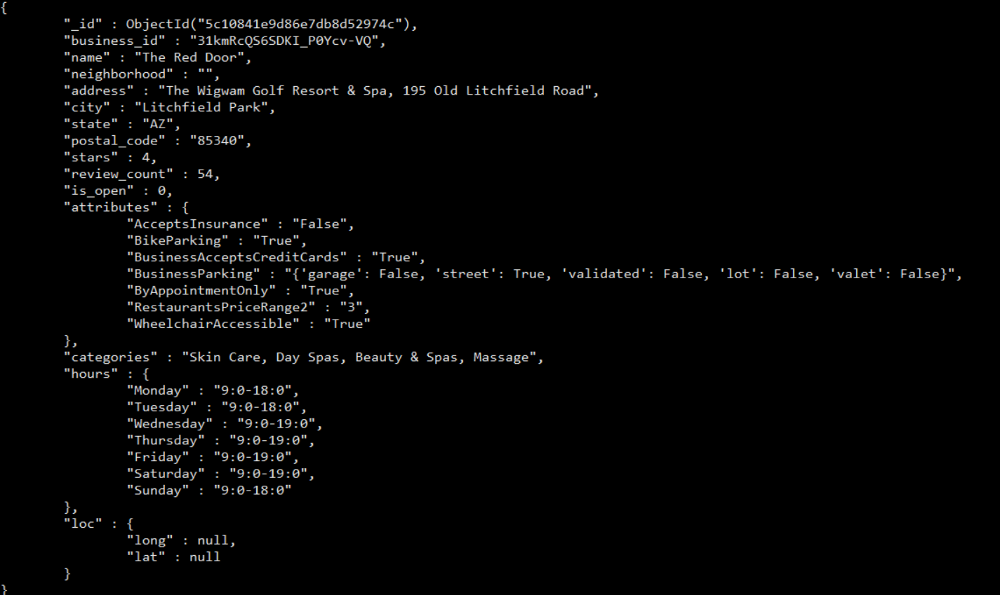 {
"_id" : ObjectId("5c10841e9d86e7db8d52974c"),
"business_id" : "31kmRcQS6SDKI_P0Ycv-VQ",
"name" : "The Red Door",
"neighborhood" : "",
"address" : "The Wigwam Golf Resort & Spa, 195 Old Litchfield Road",
"city" : "Litchfield Park",
"state" : "AZ",
"postal_code" : "85340",
"stars" : 4,
"review_count" : 54,
"is_open" : 0,
"attributes" : {
"AcceptsInsurance" : "False",
"BikeParking" : "True",
"BusinessAcceptsCreditCards" : "True",
"BusinessParking" : "{'garage': False, 'street': True, 'validated': False, 'lot': False, 'valet': False}",
"ByAppointmentOnly" : "True",
"RestaurantsPriceRange2" : "3",
"WheelchairAccessible" : "True"
},
"categories" : "Skin Care, Day Spas, Beauty & Spas, Massage",
"hours" : {
"Monday" : "9:0-18:0",
"Tuesday" : "9:0-18:0",
"Wednesday" : "9:0-19:0",
"Thursday" : "9:0-19:0",
"Friday" : "9:0-19:0",
"Saturday" : "9:0-19:0",
"Sunday" : "9:0-18:0"
},
"loc" : {
"long" : null,
"lat" : null
}
}